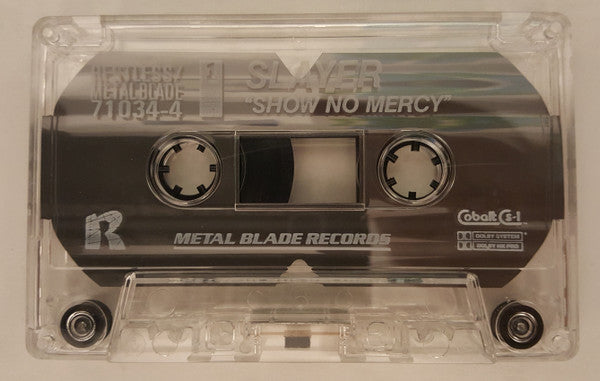 RESTLESS/
METALBLADE
71034-4
1
SLAYER
"SHOW NO MERCY"
R
METAL BLADE RECORDS
Cobalt Cs-1
DOLBY SYSTEM
DOLBY HX PRO